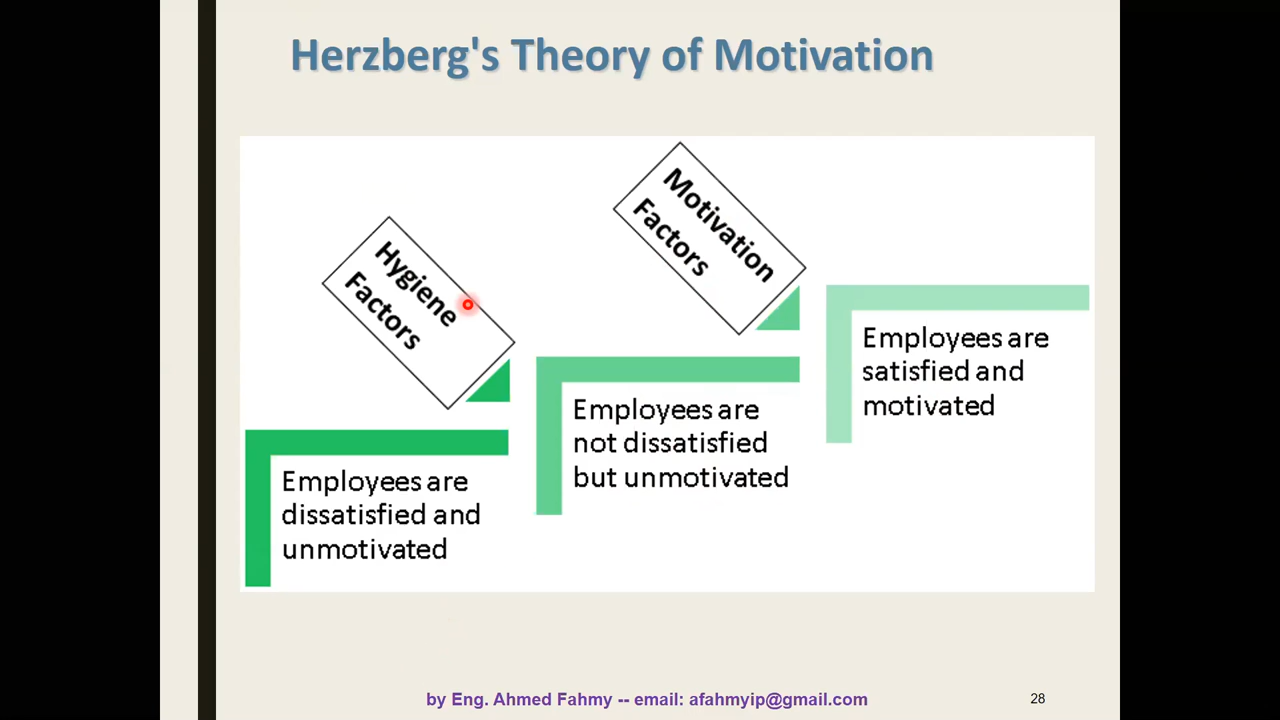 Herzberg's Theory of Motivation
Hygiene
Factors
Motivation
Factors
Employees are
dissatisfied and
unmotivated
Employees are
not dissatisfied
but unmotivated
Employees are
satisfied and
motivated
by Eng. Ahmed Fahmy -- email: afahmyip@gmail.com
28